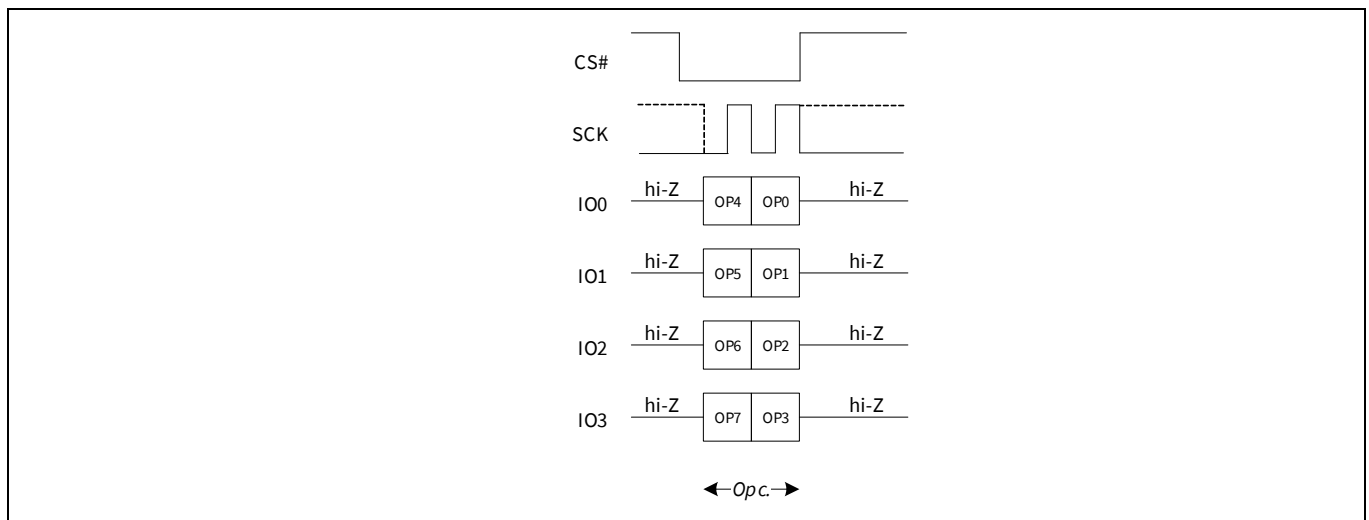 CS#
SCK
hi-Z hi-Z
IO0 OP4 OP0
hi-Z hi-Z
IO1 OP5 OP1
hi-Z hi-Z
IO2 OP6 OP2
hi-Z hi-Z
IO3 OP7 OP3
Opc.